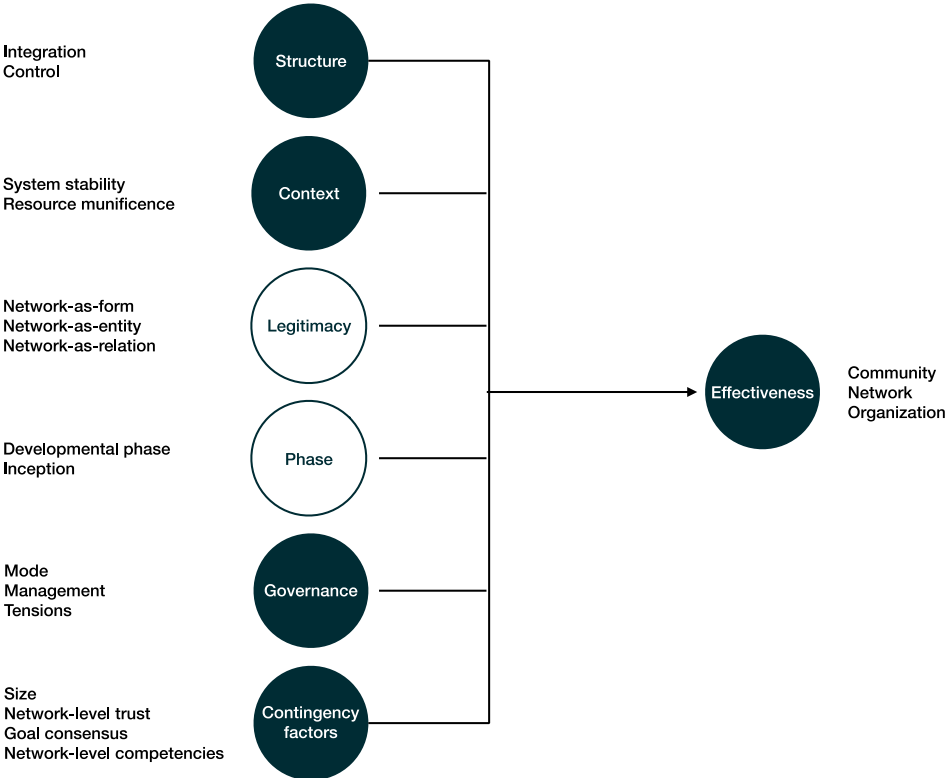 Integration
Control
Structure
System stability
Resource munificence
Context
Network-as-form
Network-as-entity
Network-as-relation
Legitimacy
Developmental phase
Inception
Phase
Mode
Management
Tensions
Governance
Size
Network-level trust
Goal consensus
Network-level competencies
Contingency
factors
Effectiveness
Community
Network
Organization